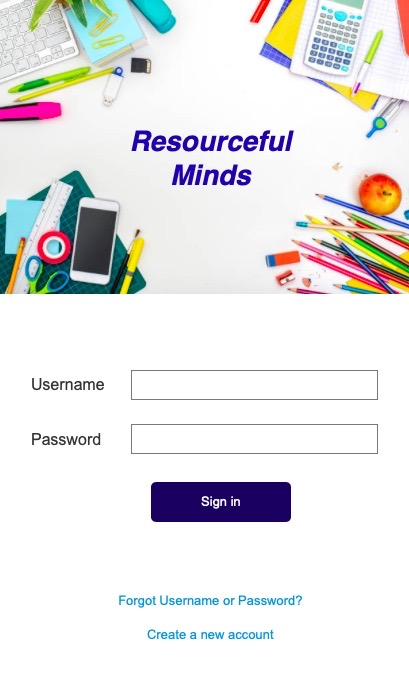 Resourceful
Minds
Username
Password
Sign in
Forgot Username or Password?
Create a new account